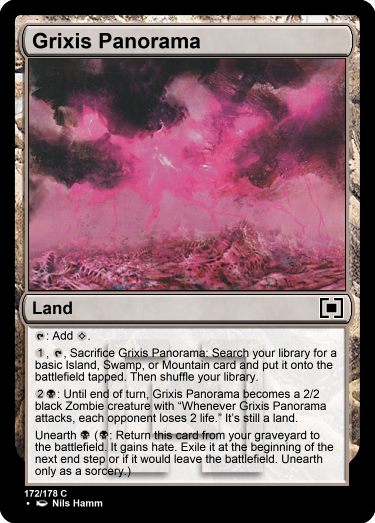 Grixis Panorama
Land
: Add .
1, , Sacrifice Grixis Panorama: Search your library for a
basic Island, Swamp, or Mountain card and put it onto the
battlefield tapped. Then shuffle your library.
2 : Until end of turn, Grixis Panorama becomes a 2/2
black Zombie creature with “Whenever Grixis Panorama
attacks, each opponent loses 2 life.” It's still a land.
Unearth ( : Return this card from your graveyard to
the battlefield. It gains hate. Exile it at the beginning of the
next end step or if it would leave the battlefield. Unearth
only as a sorcery.)
172/178 C
• Nils Hamm